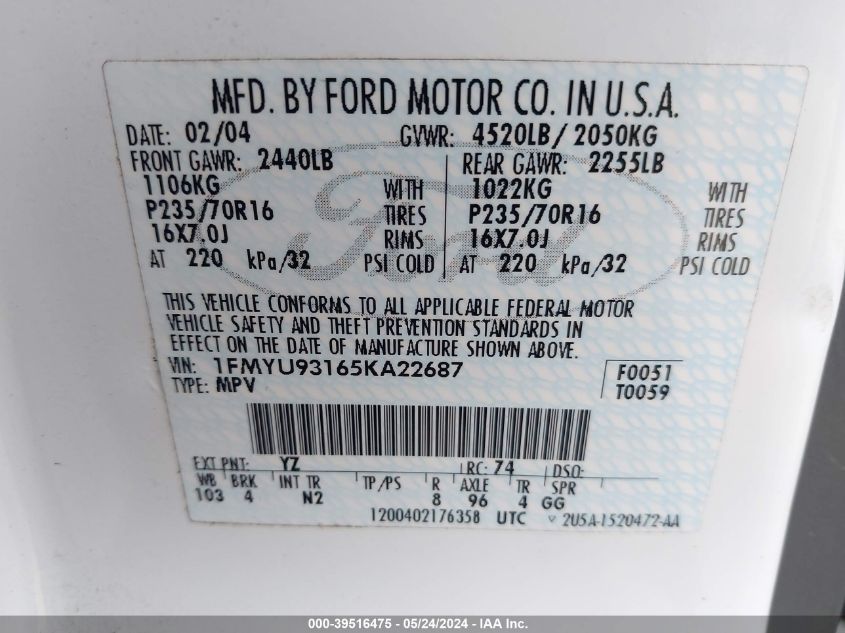 MFD. BY FORD MOTOR CO. IN U.S.A.
DATE: 02/04 GVWR: 4520LB/ 2050KG
FRONT GAWR: 2440LB REAR GAWR: 2255LB
1106KG WITH 1022KG WITH
P235/70R16 TIRES P235/70R16 TIRES
16X7.0J RIMS 16X7.0J RIMS
AT 220 kPa/32 PSI COLD AT 220 kPa/32 PSI COLD
Ford
THIS VEHICLE CONFORMS TO ALL APPLICABLE FEDERAL MOTOR
VEHICLE SAFETY AND THEFT PREVENTION STANDARDS IN
EFFECT ON THE DATE OF MANUFACTURE SHOWN ABOVE.
VIN: 1FMYU93165KA22687 F0051
TYPE: MPV T0059
EXT PNT: YZ RC: 74 DSO:
WB BRK INT TR TP/PS R AXLE TR SPR
103 4 N2 8 96 4 GG
1200402176358 UTC 2U5A-1520472-AA
000-39516475 - 05/24/2024 - IAA Inc.